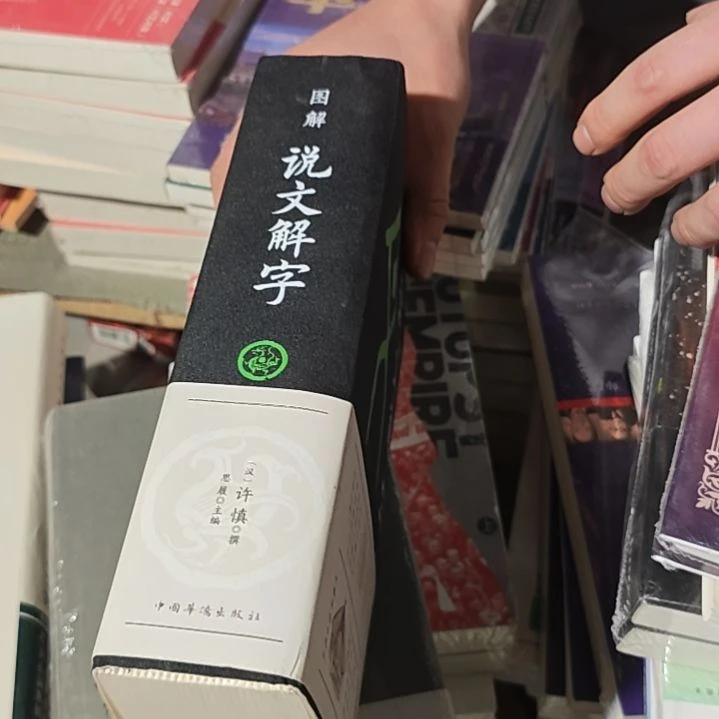 图解
说文解字
（汉）许慎◎撰
思履◎主编
中国华侨出版社
EMPIRE